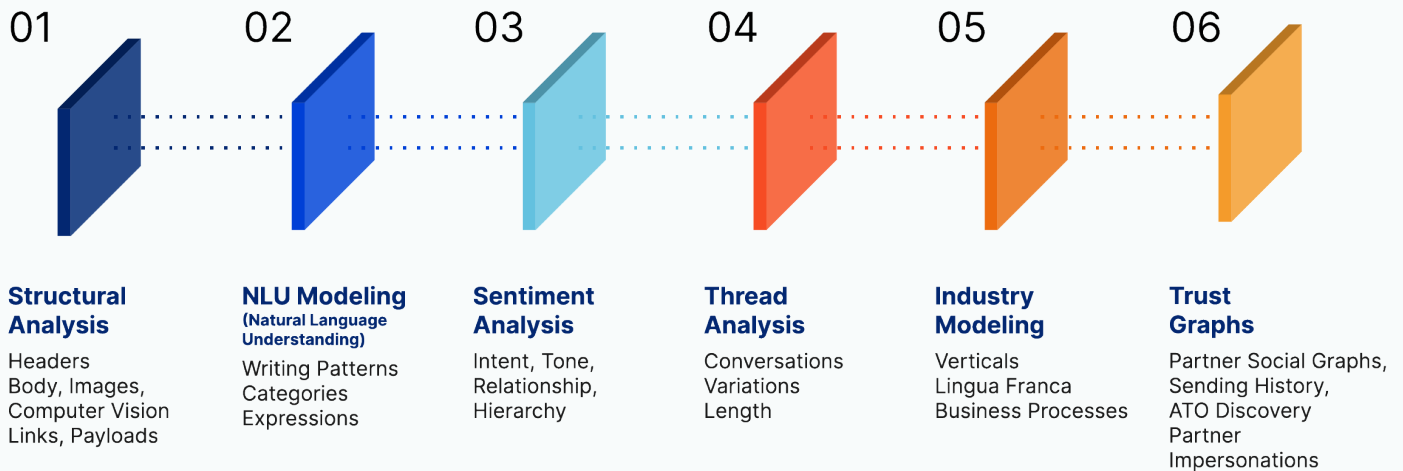 01
Structural
Analysis
Headers
Body, Images,
Computer Vision
Links, Payloads
02
NLU Modeling
(Natural Language
Understanding)
Writing Patterns
Categories
Expressions
03
Sentiment
Analysis
Intent, Tone,
Relationship,
Hierarchy
04
Thread
Analysis
Conversations
Variations
Length
05
Industry
Modeling
Verticals
Lingua Franca
Business Processes
06
Trust
Graphs
Partner Social Graphs,
Sending History,
ATO Discovery
Partner
Impersonations